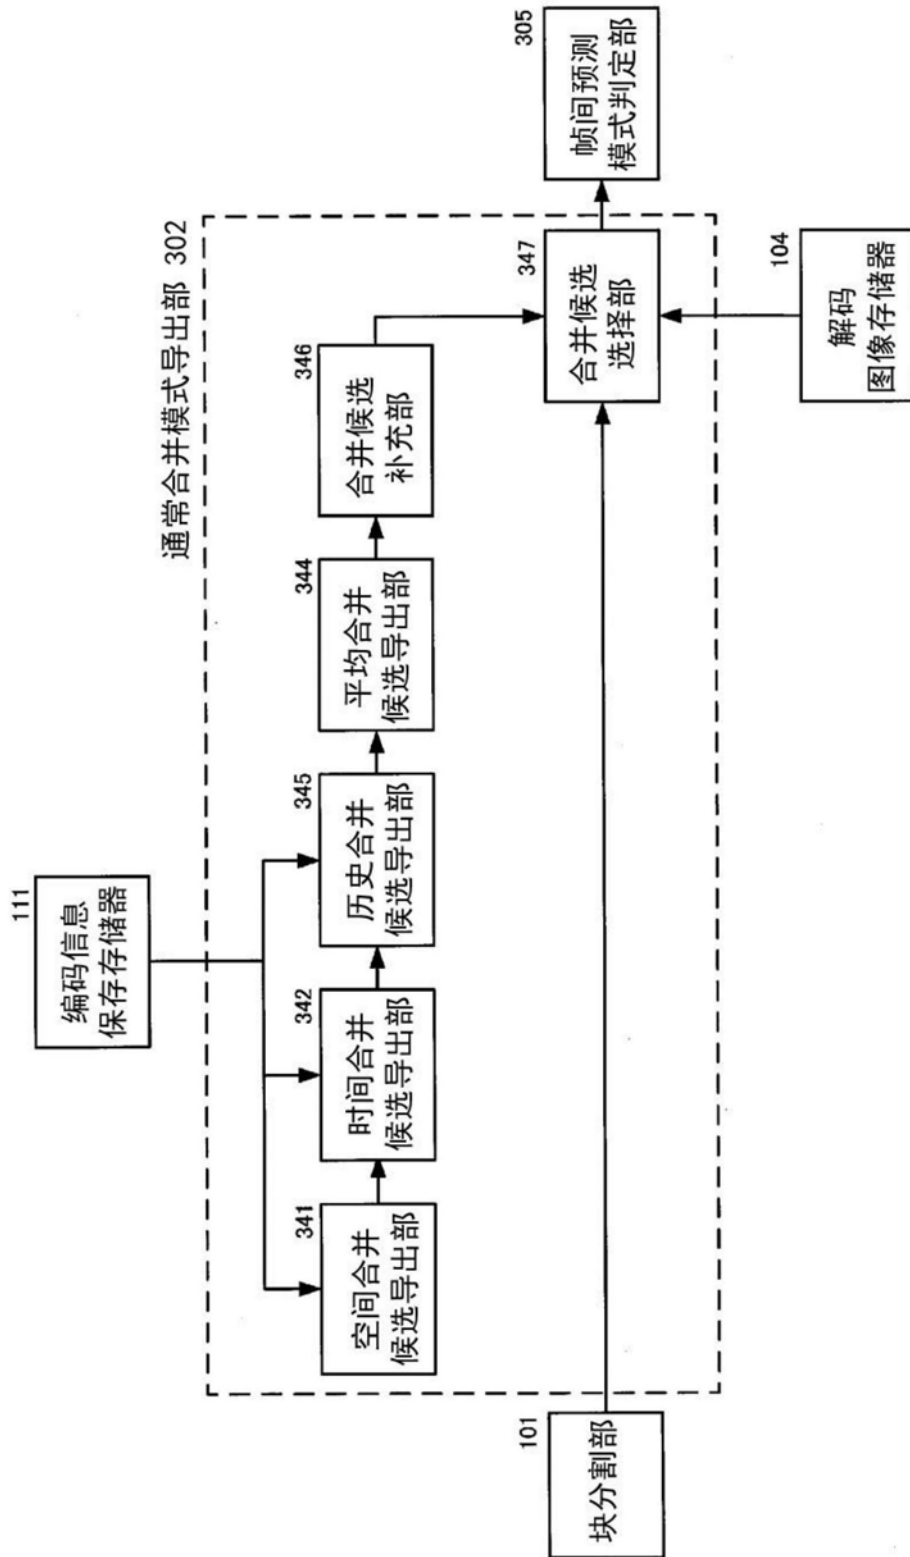 111
编码信息
保存存储器
通常合并模式导出部 302
341
空间合并
候选导出部
342
时间合并
候选导出部
345
历史合并
候选导出部
344
平均合并
候选导出部
346
合并候选
补充部
101
块分割部
347
合并候选
选择部
305
帧间预测
模式判定部
104
解码
图像存储器